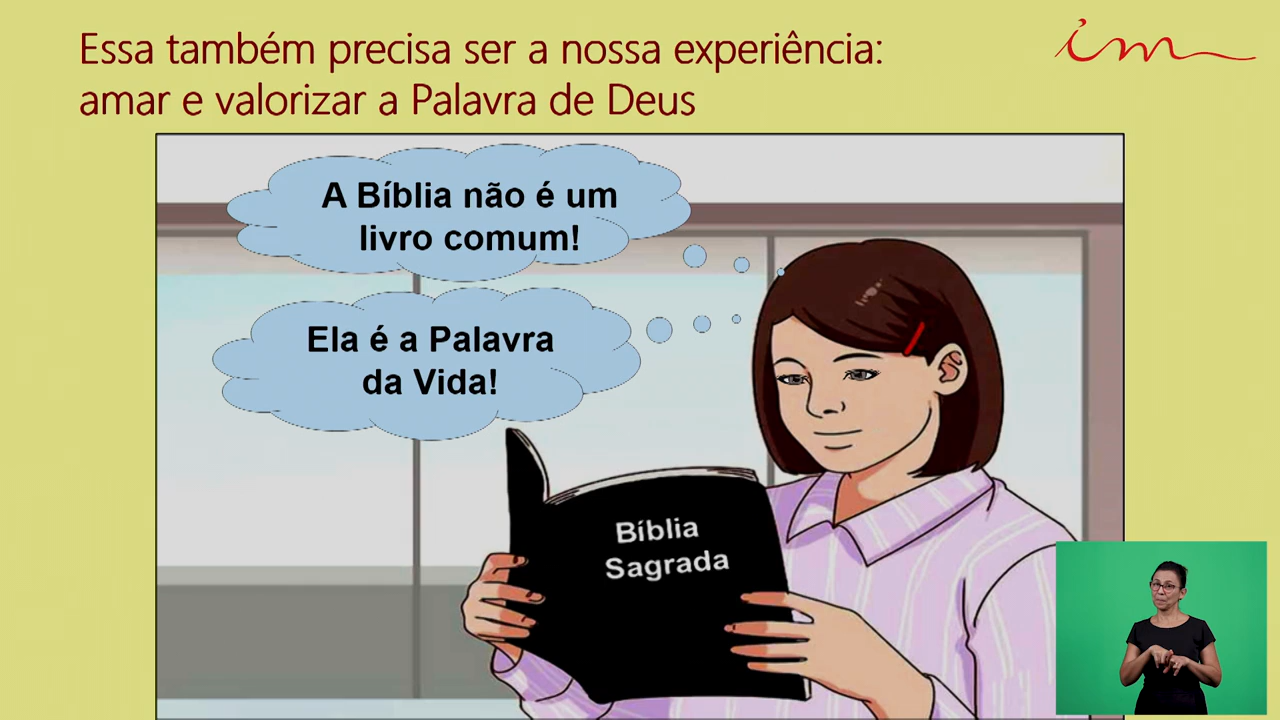 Essa também precisa ser a nossa experiência:
amar e valorizar a Palavra de Deus
im
A Bíblia não é um
livro comum!
Ela é a Palavra
da Vida!
Bíblia
Sagrada